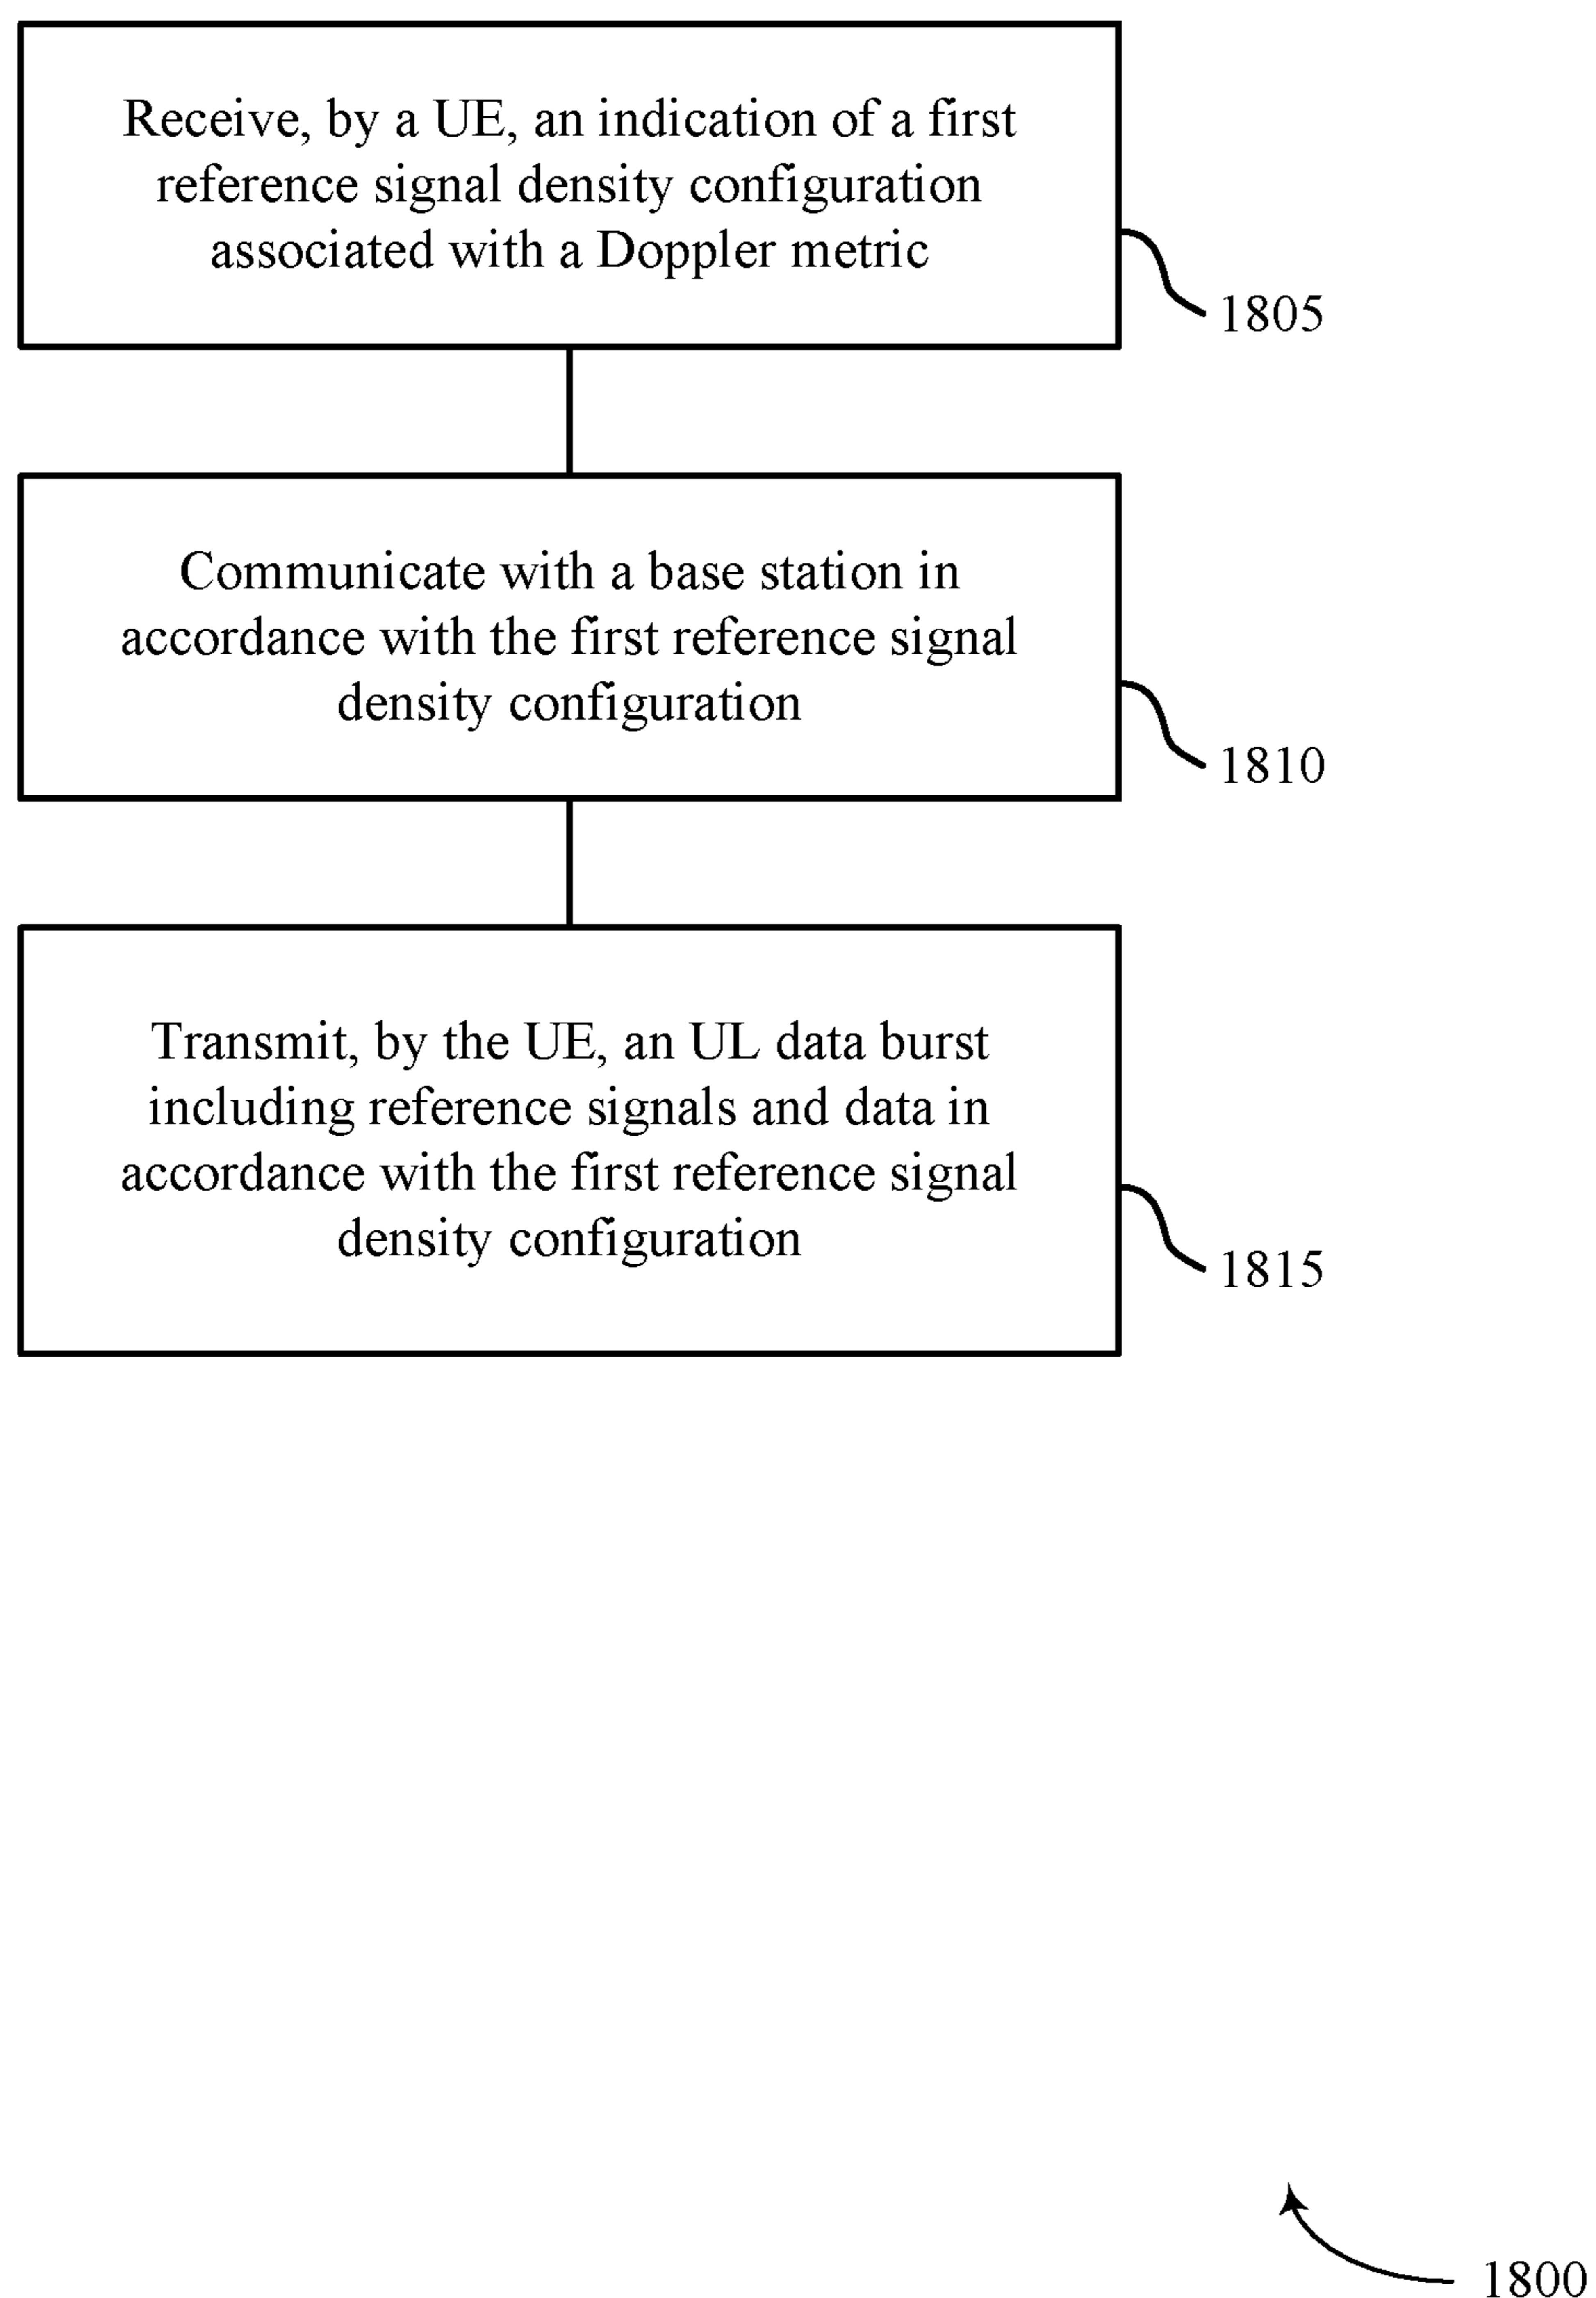 Receive, by a UE, an indication of a first
reference signal density configuration
associated with a Doppler metric
1805
Communicate with a base station in
accordance with the first reference signal
density configuration
1810
Transmit, by the UE, an UL data burst
including reference signals and data in
accordance with the first reference signal
density configuration
1815
1800